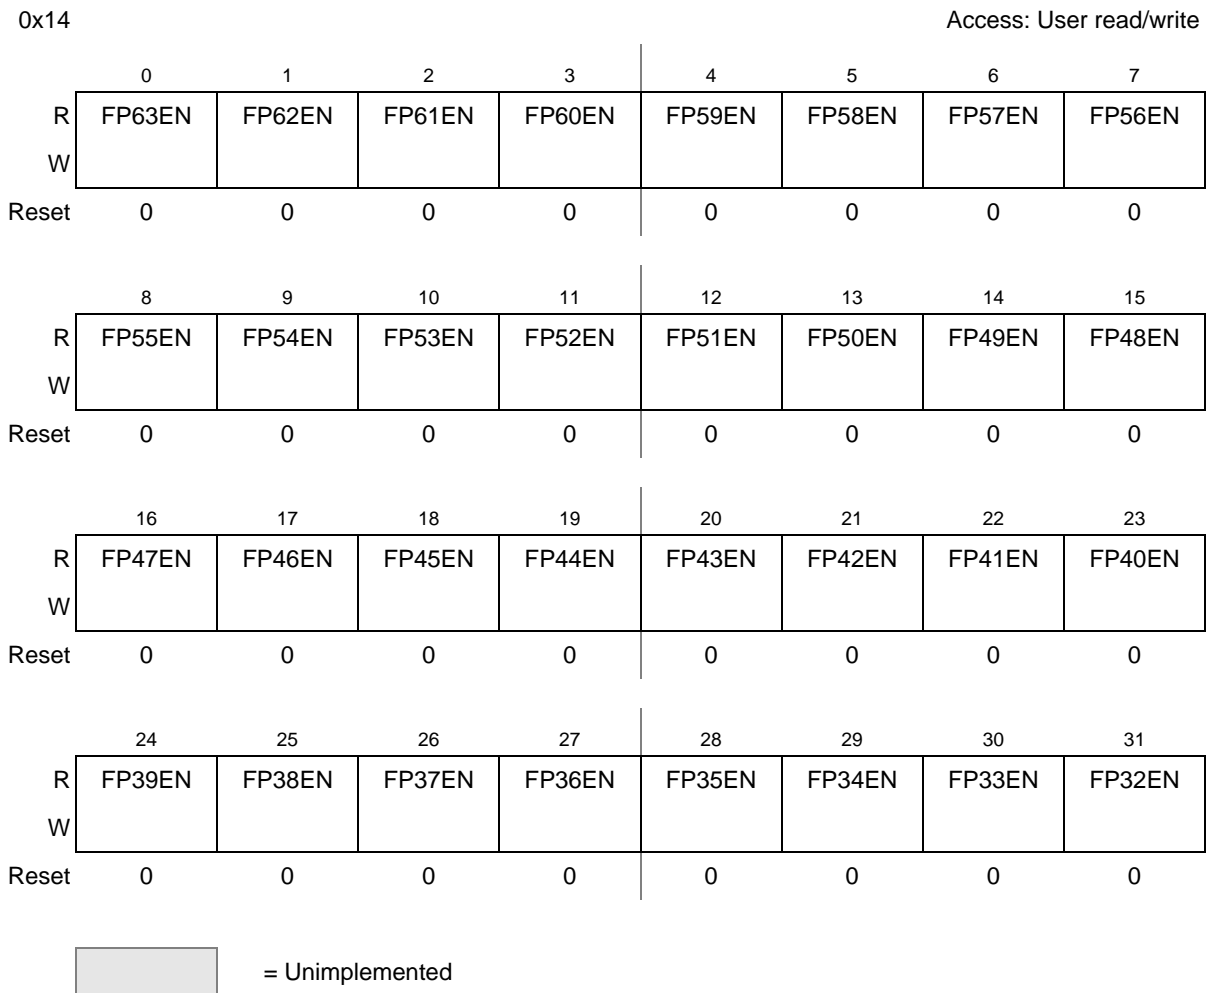 0x14 Access: User read/write
0 1 2 3 4 5 6 7
R FP63EN FP62EN FP61EN FP60EN FP59EN FP58EN FP57EN FP56EN
W
Reset 0 0 0 0 0 0 0 0
8 9 10 11 12 13 14 15
R FP55EN FP54EN FP53EN FP52EN FP51EN FP50EN FP49EN FP48EN
W
Reset 0 0 0 0 0 0 0 0
16 17 18 19 20 21 22 23
R FP47EN FP46EN FP45EN FP44EN FP43EN FP42EN FP41EN FP40EN
W
Reset 0 0 0 0 0 0 0 0
24 25 26 27 28 29 30 31
R FP39EN FP38EN FP37EN FP36EN FP35EN FP34EN FP33EN FP32EN
W
Reset 0 0 0 0 0 0 0 0
= Unimplemented